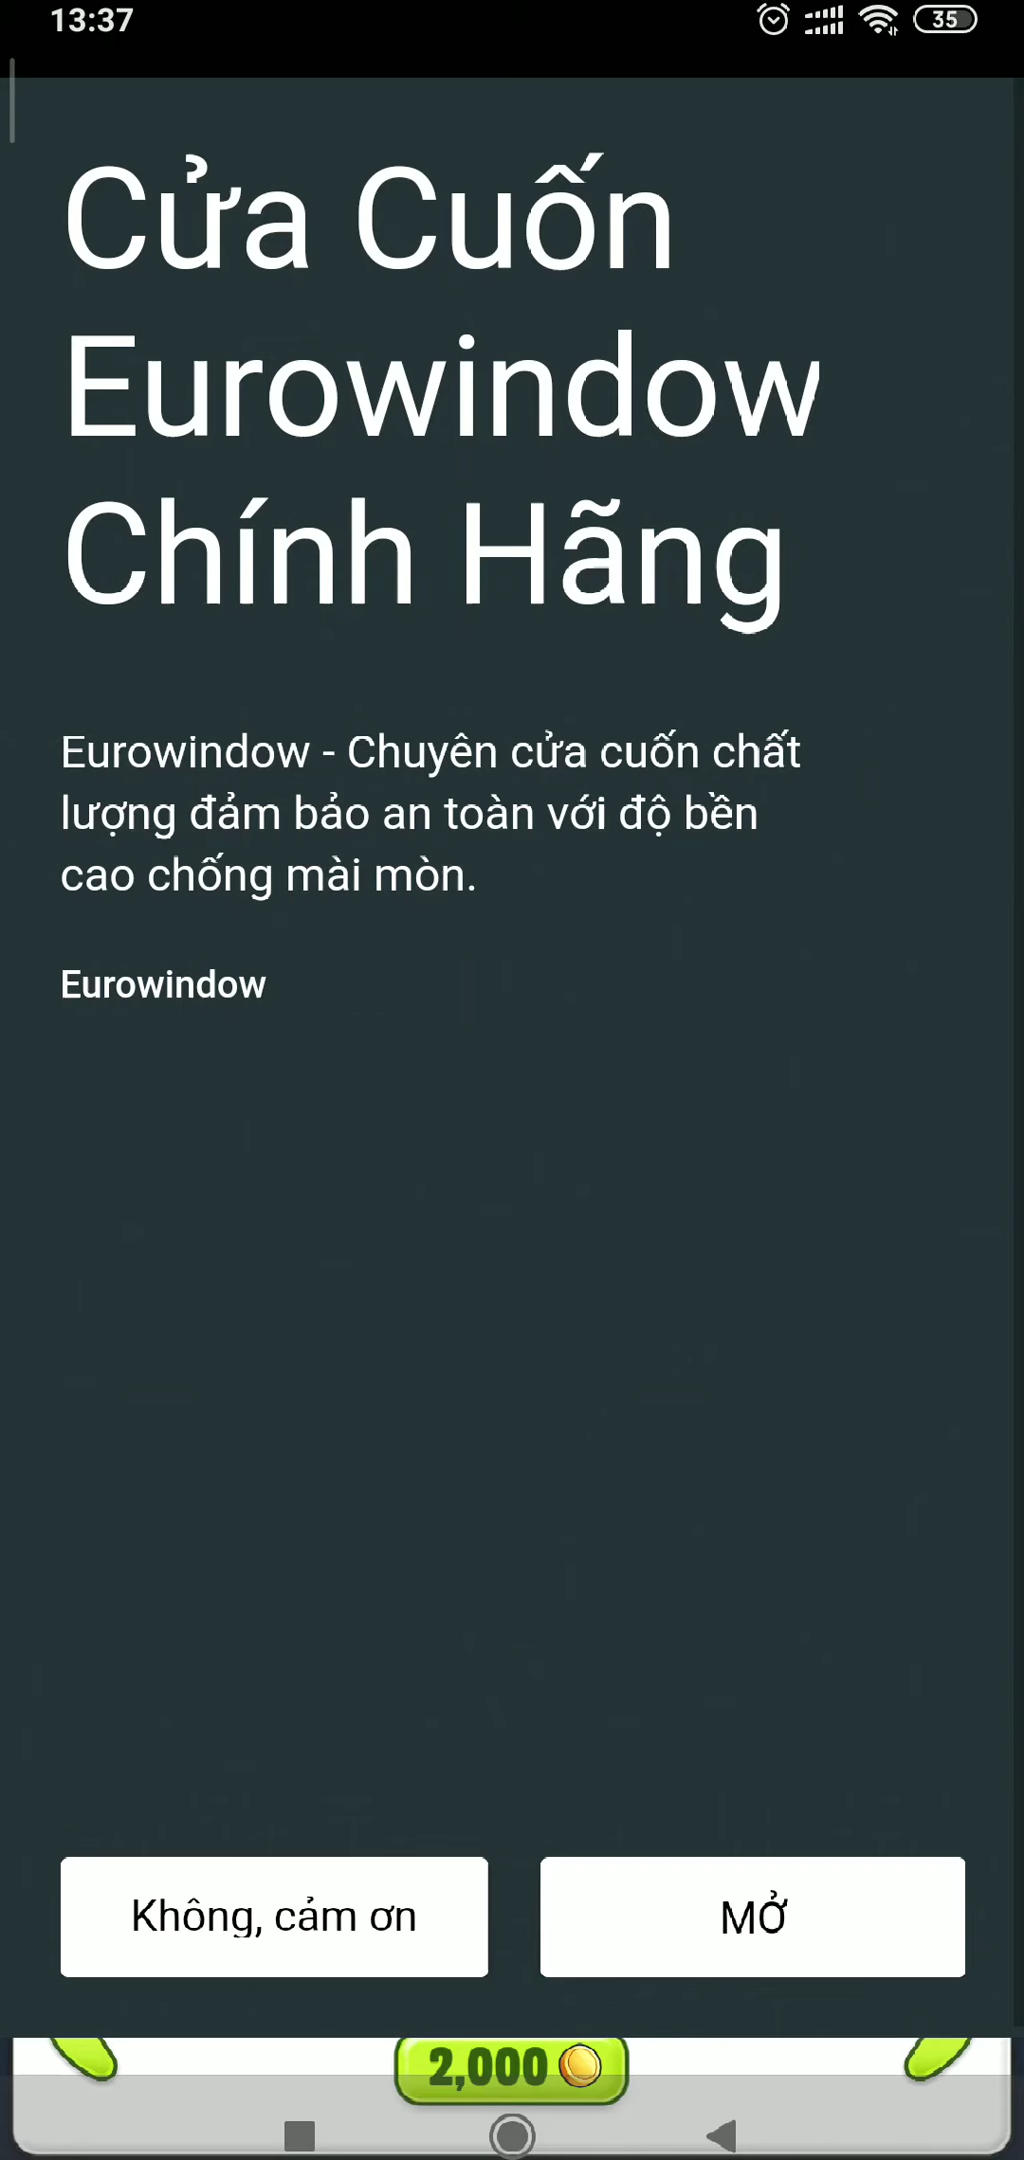 13:37
35
Cửa Cuốn
Eurowindow
Chính Hãng
Eurowindow - Chuyên cửa cuốn chất
lượng đảm bảo an toàn với độ bền
cao chống mài mòn.
Eurowindow
Không, cảm ơn
MỞ
2,000